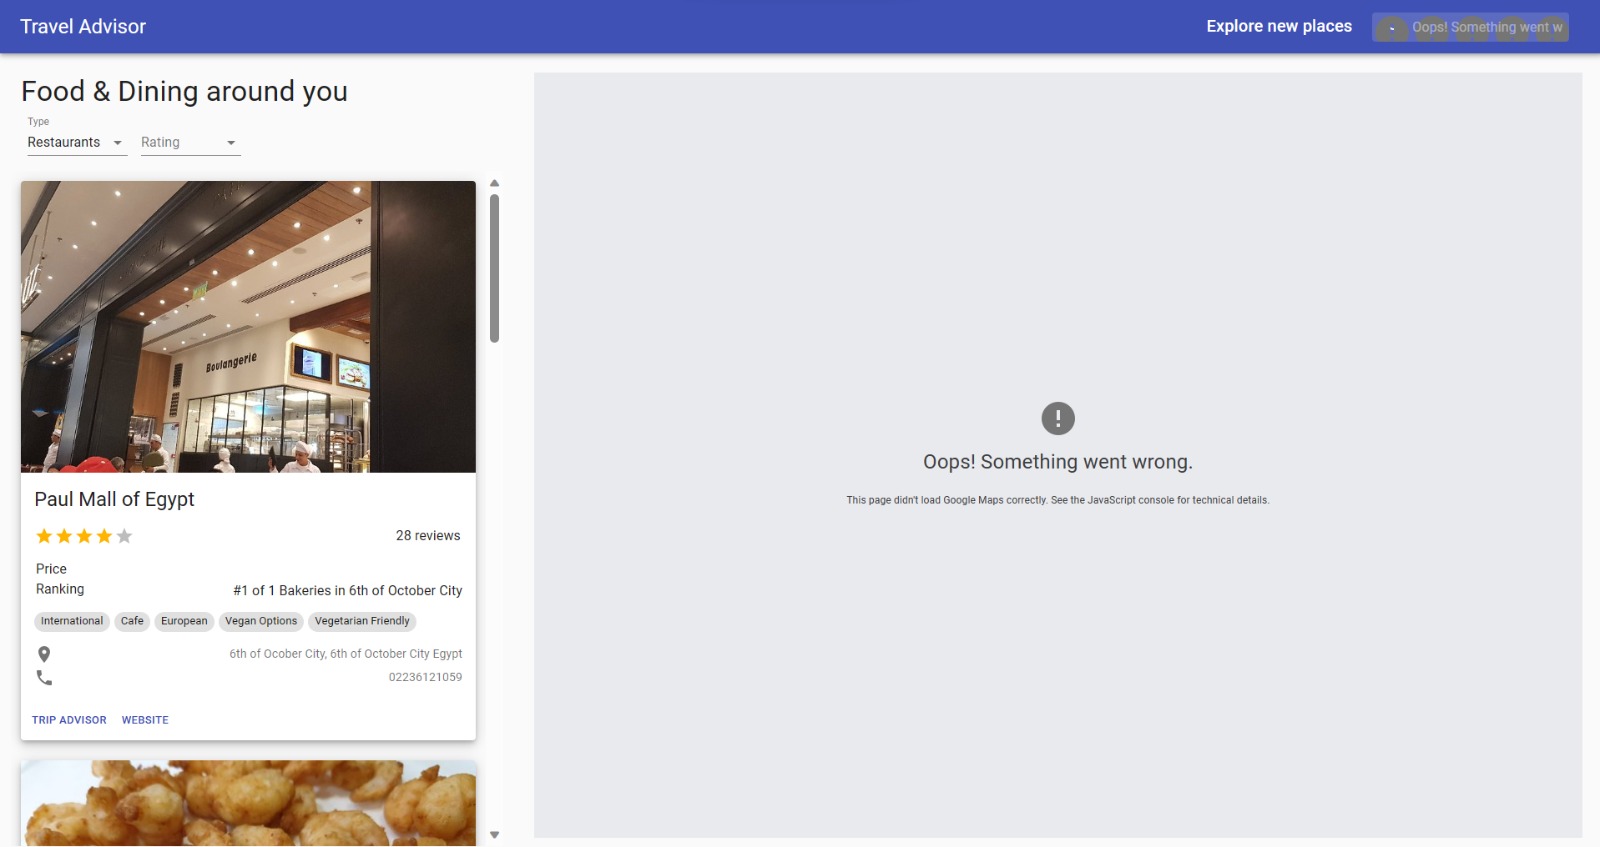 Travel Advisor
Explore new places
Oops! Something went w
Food & Dining around you
Type
Restaurants
Rating
Boulangerie
Paul Mall of Egypt
28 reviews
Price
Ranking
#1 of 1 Bakeries in 6th of October City
International
Cafe
European
Vegan Options
Vegetarian Friendly
6th of Ocober City, 6th of October City Egypt
02236121059
TRIP ADVISOR
WEBSITE
Oops! Something went wrong.
This page didn't load Google Maps correctly. See the JavaScript console for technical details.